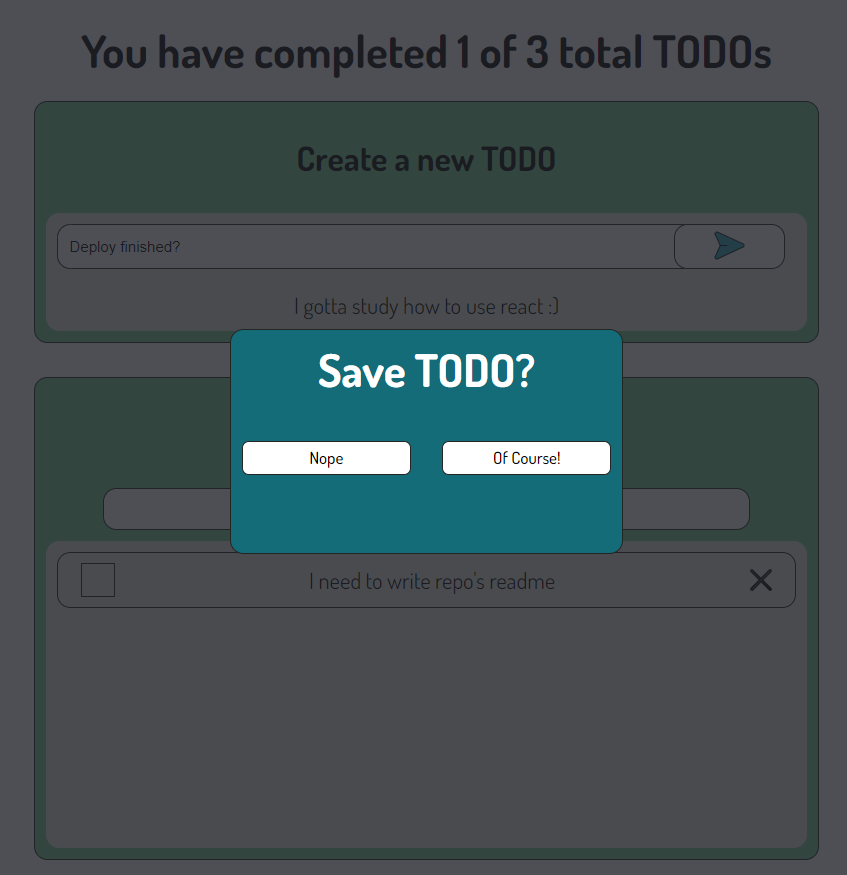 You have completed 1 of 3 total TODOs
Create a new TODO
Deploy finished?
I gotta study how to use react :)
Save TODO?
Nope
Of Course!
I need to write repo's readme